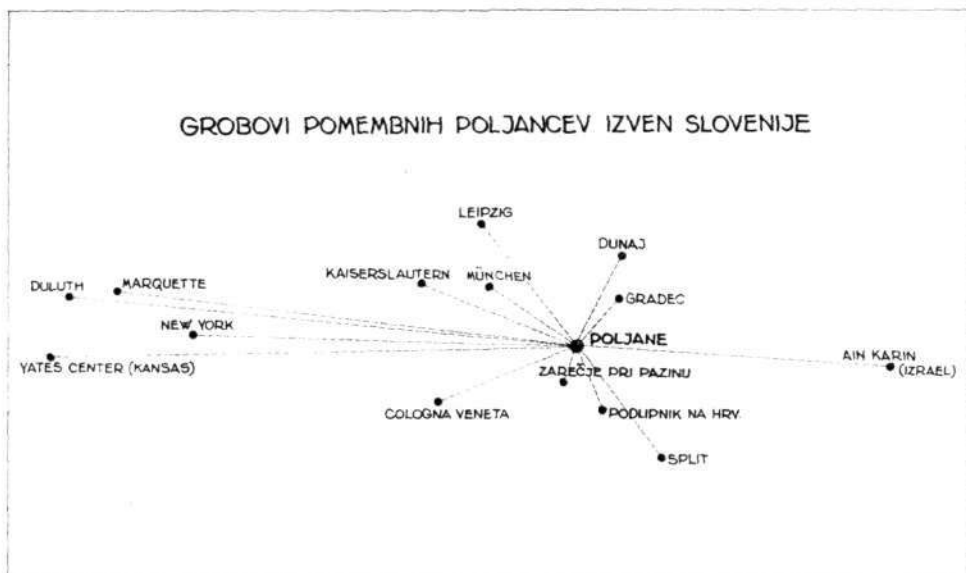 GROBOVI POMEMBNIH POLJANCEV IZVEN SLOVENIJE
LEIPZIG
DUNAJ
KAISERSLAUTERN
MÜNCHEN
DULUTH
MARQUETTE
GRADEC
NEW YORK
POLJANE
YATES CENTER (KANSAS)
ZAREČJE PRI PAZINU
AIN KARIN
(IZRAEL)
COLOGNA VENETA
PODLIPNIK NA HRV.
SPLIT